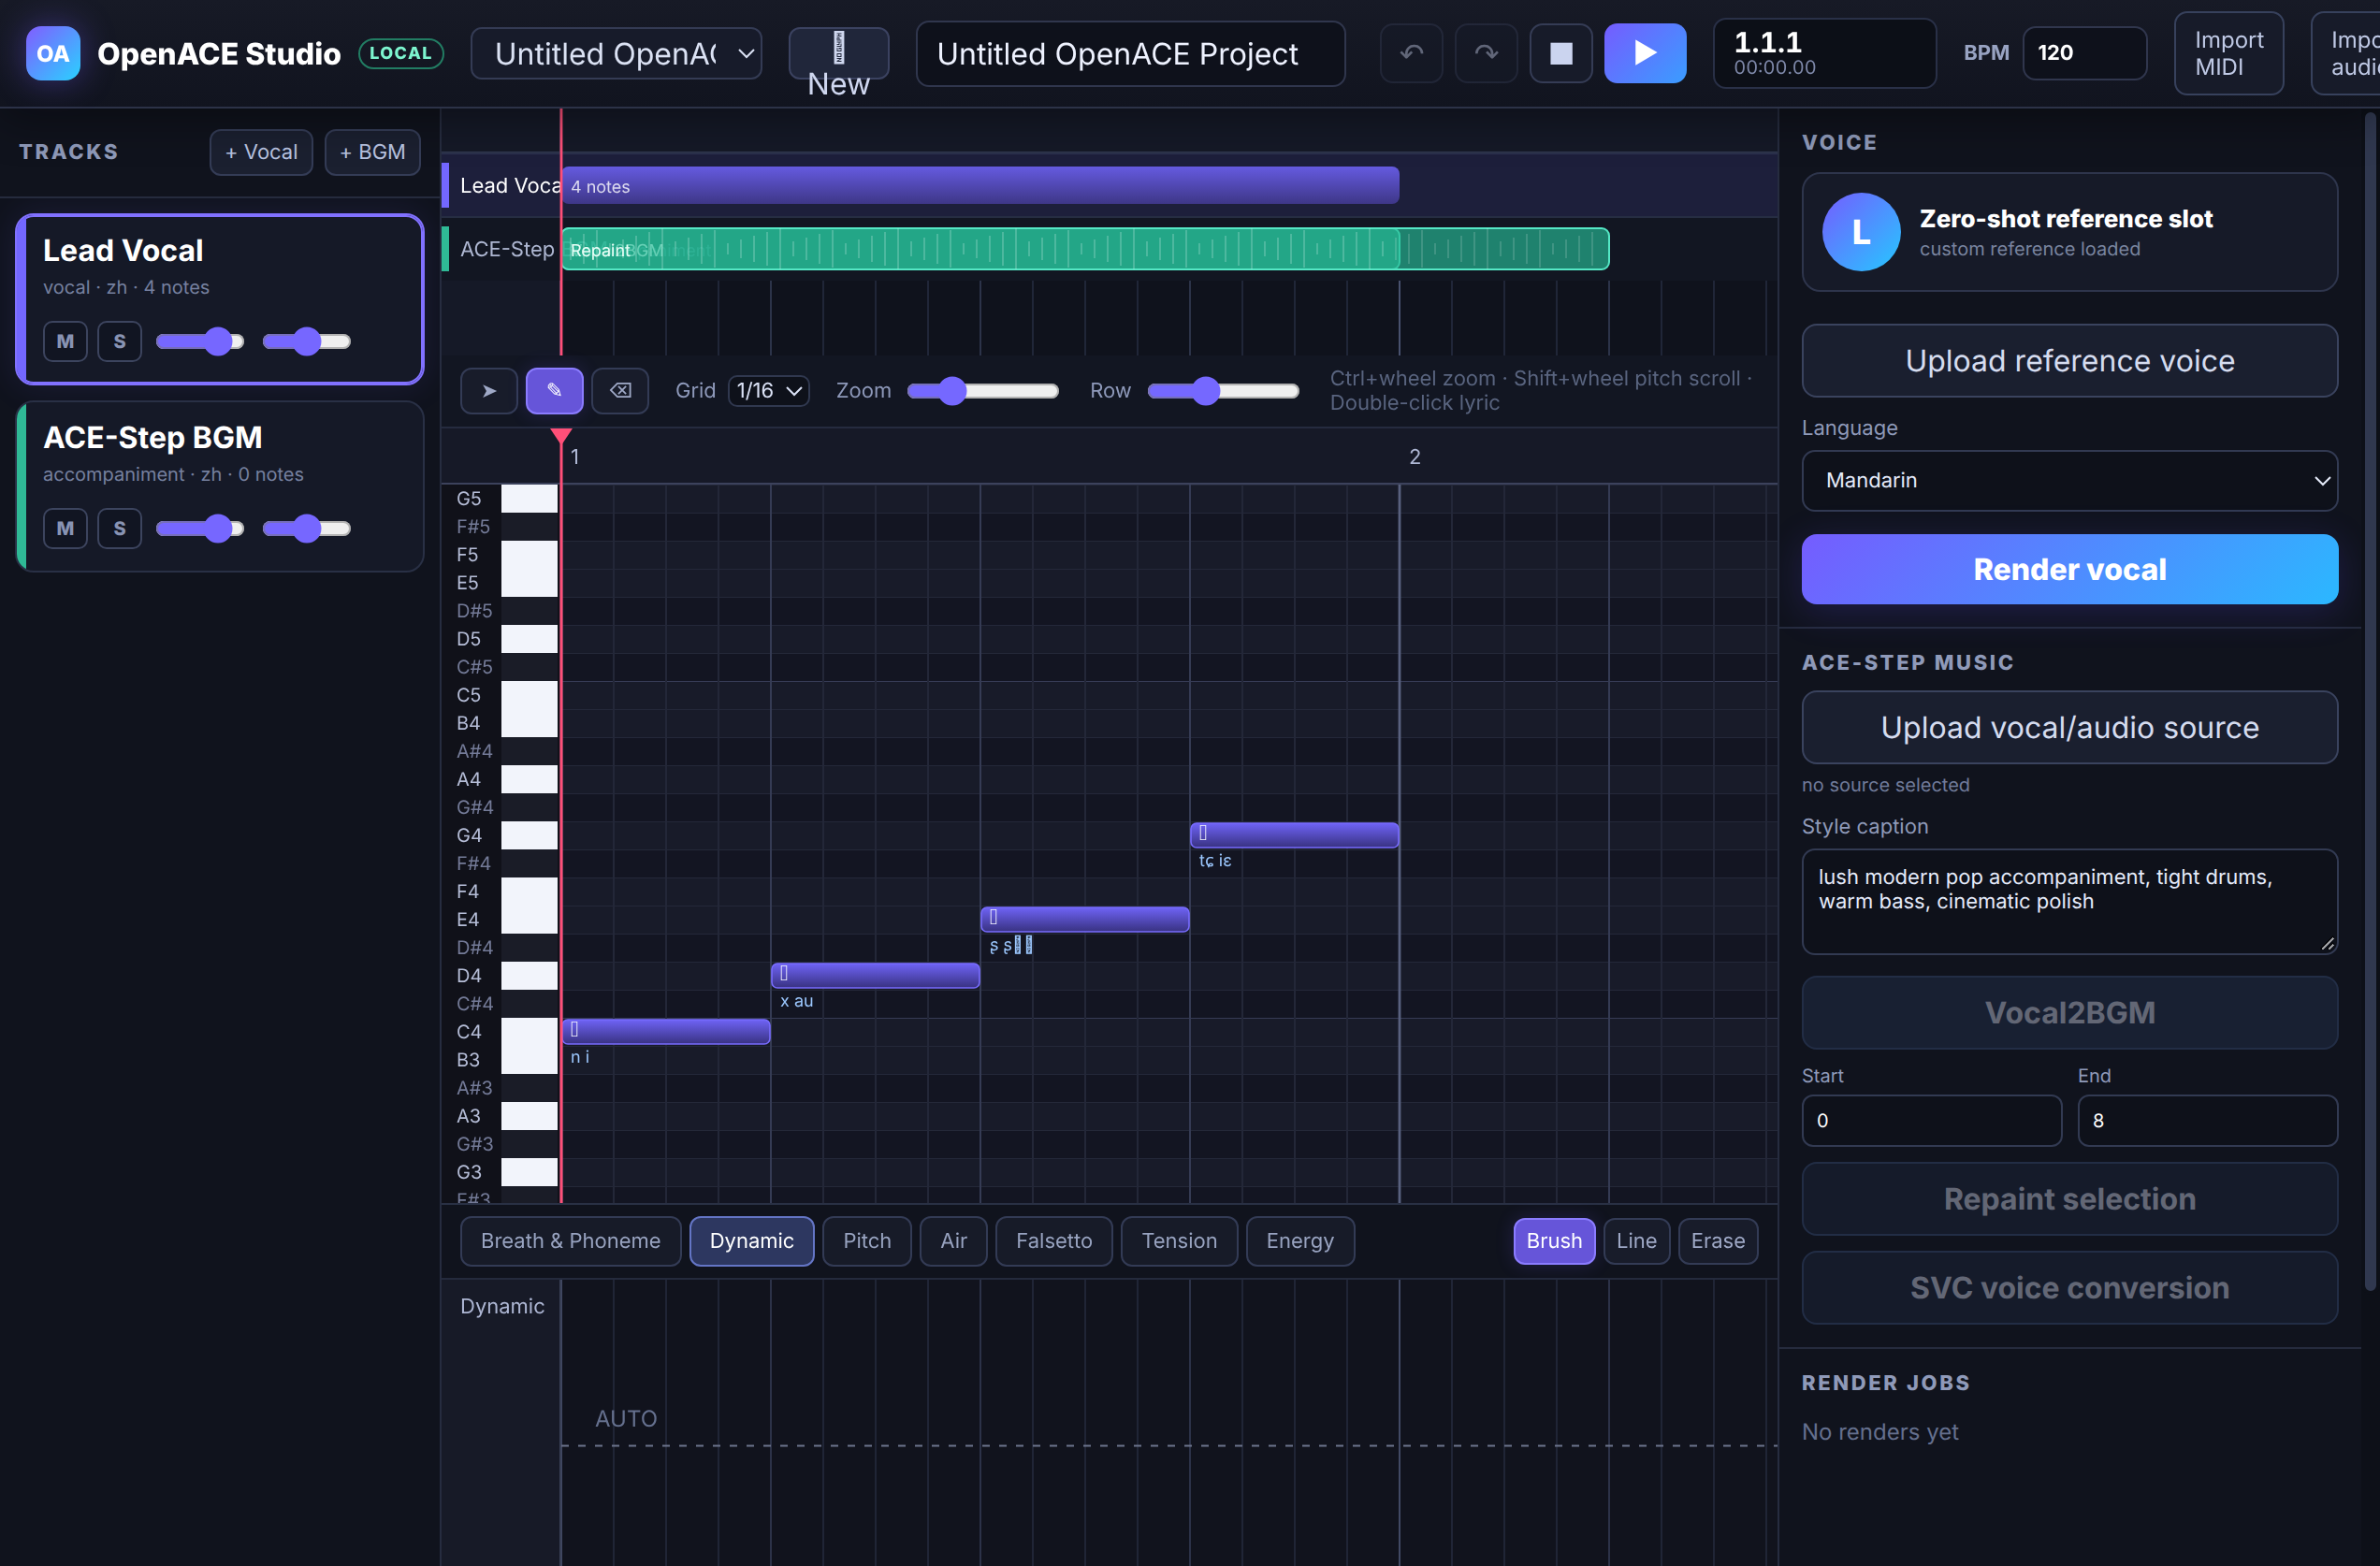 OA OpenACE Studio LOCAL
Untitled OpenAC
New
Untitled OpenACE Project
1.1.1
00:00.00
BPM 120
Import
MIDI
TRACKS
+ Vocal
+ BGM
Lead Vocal
vocal · zh · 4 notes
M S
ACE-Step BGM
accompaniment · zh · 0 notes
M S
Lead Voca
4 notes
ACE-Step
Repaint
Grid 1/16
Zoom
Row
Ctrl+wheel zoom · Shift+wheel pitch scroll ·
Double-click lyric
1
2
G5
F#5
F5
E5
D#5
D5
C#5
C5
B4
A#4
A4
G#4
G4
F#4
tɕ iɛ
F4
E4
D#4
ʂ ʂ
D4
C#4
x au
C4
B3
n i
A#3
A3
G#3
G3
F#3
Breath & Phoneme
Dynamic
Pitch
Air
Falsetto
Tension
Energy
Brush
Line
Erase
Dynamic
AUTO
VOICE
L
Zero-shot reference slot
custom reference loaded
Upload reference voice
Language
Mandarin
Render vocal
ACE-STEP MUSIC
Upload vocal/audio source
no source selected
Style caption
lush modern pop accompaniment, tight drums,
warm bass, cinematic polish
Vocal2BGM
Start
End
0
8
Repaint selection
SVC voice conversion
RENDER JOBS
No renders yet